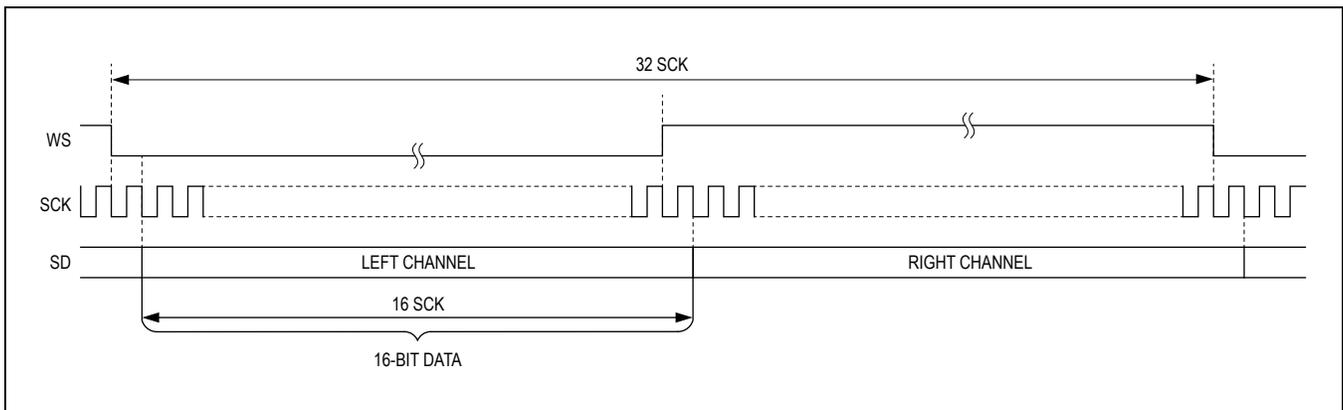 32 SCK
WS
SCK
SD
LEFT CHANNEL
RIGHT CHANNEL
16 SCK
16-BIT DATA